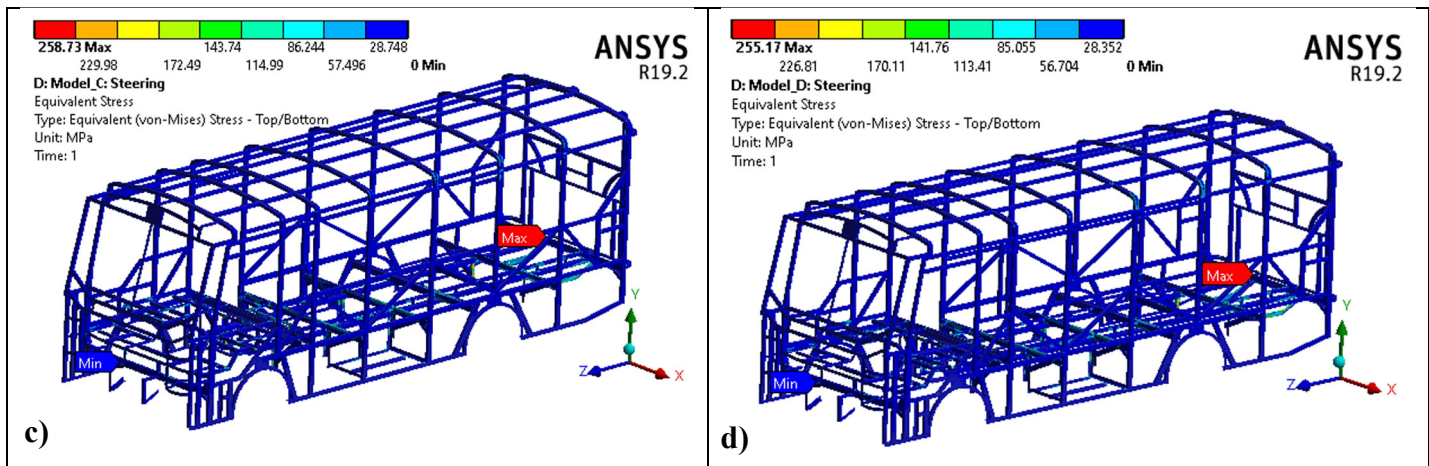 258.73 Max 143.74 86.244 28.748
229.98 172.49 114.99 57.496 0 Min
ANSYS
R19.2
D: Model_C: Steering
Equivalent Stress
Type: Equivalent (von-Mises) Stress - Top/Bottom
Unit: MPa
Time: 1
Max
Min
Y
Z
X
c)
255.17 Max 141.76 85.055 28.352
226.81 170.11 113.41 56.704 0 Min
ANSYS
R19.2
D: Model_D: Steering
Equivalent Stress
Type: Equivalent (von-Mises) Stress - Top/Bottom
Unit: MPa
Time: 1
Max
Min
Y
Z
X
d)